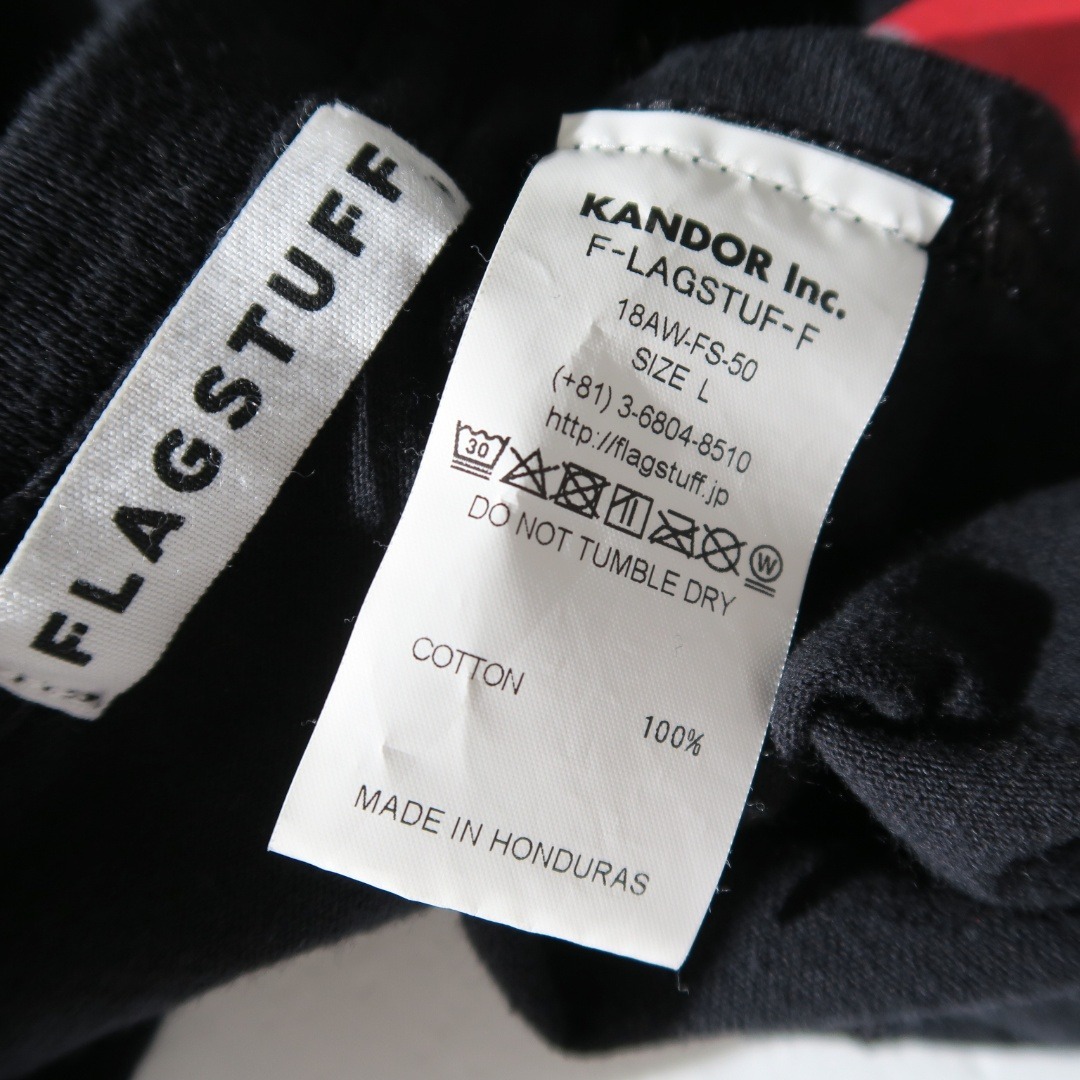 FLAGSTUFF
KANDOR Inc.
F-LAGSTUF-F
18AW-FS-50
SIZE L
(+81) 3-6804-8510
http://flagstuff.jp
30 W
DO NOT TUMBLE DRY
COTTON
100%
MADE IN HONDURAS